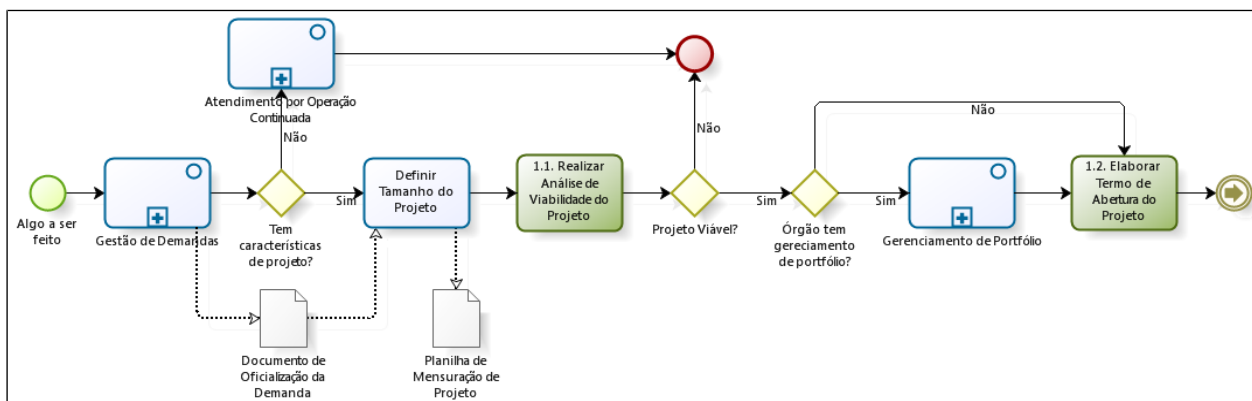 Atendimento por Operação
Continuada
Não
Não
Não
Algo a ser
feito
Gestão de Demandas
Tem
características
de projeto?
Sim
Definir
Tamanho do
Projeto
1.1. Realizar
Análise de
Viabilidade do
Projeto
Projeto Viável?
Sim
Órgão tem
gereciamento
de portfólio?
Sim
Gerenciamento de Portfólio
1.2. Elaborar
Termo de
Abertura do
Projeto
Documento de
Oficialização da
Demanda
Planilha de
Mensuração de
Projeto